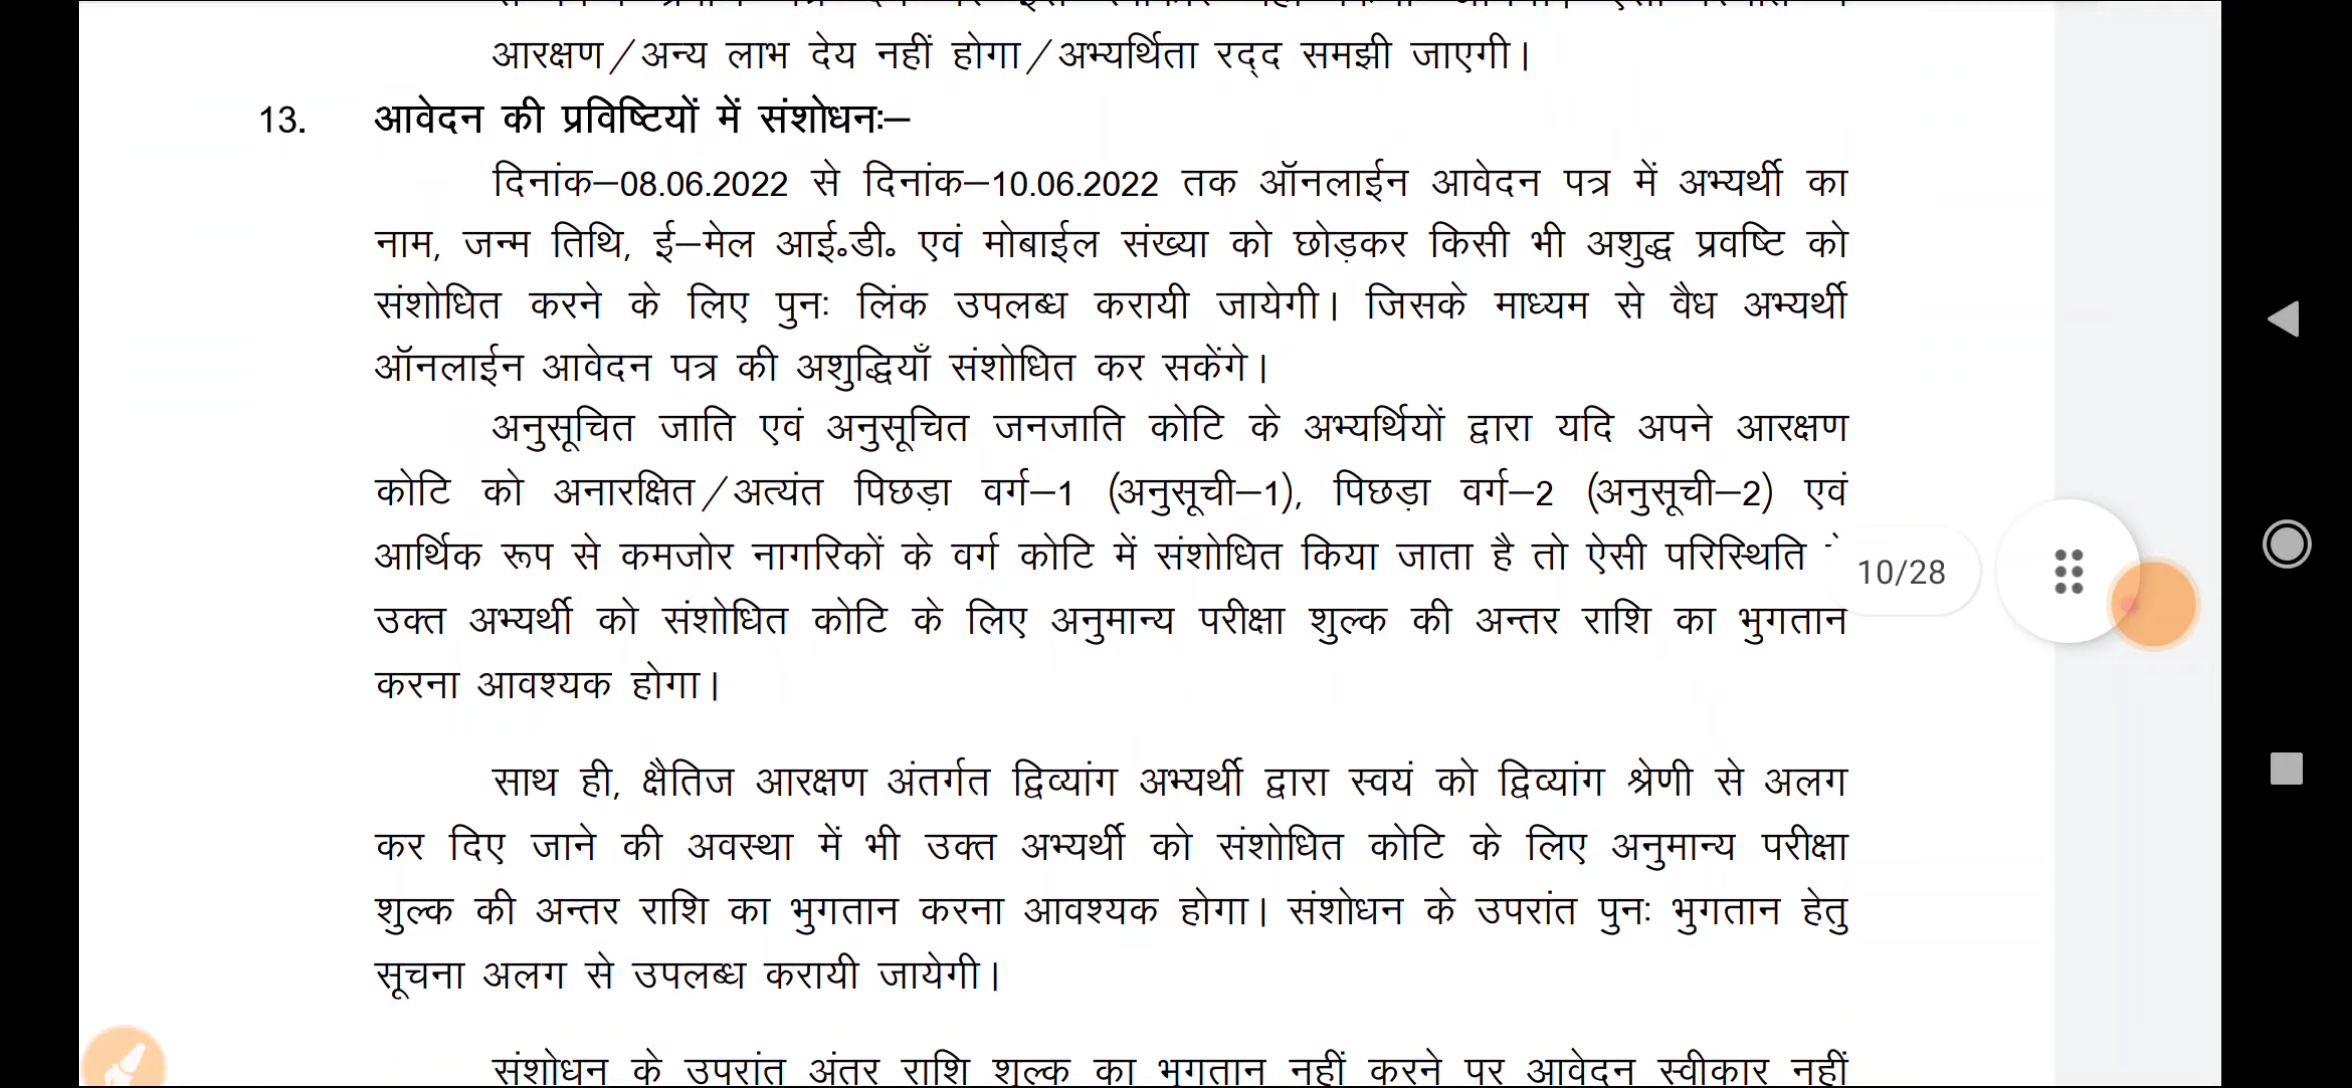 आरक्षण/अन्य लाभ देय नहीं होगा/अभ्यर्थिता रद्द समझी जाएगी।
13. आवेदन की प्रविष्टियों में संशोधनः–
दिनांक–08.06.2022 से दिनांक–10.06.2022 तक ऑनलाईन आवेदन पत्र में अभ्यर्थी का
नाम, जन्म तिथि, ई–मेल आई॰डी॰ एवं मोबाईल संख्या को छोड़कर किसी भी अशुद्ध प्रवष्टि को
संशोधित करने के लिए पुनः लिंक उपलब्ध करायी जायेगी। जिसके माध्यम से वैध अभ्यर्थी
ऑनलाईन आवेदन पत्र की अशुद्धियाँ संशोधित कर सकेंगे।
अनुसूचित जाति एवं अनुसूचित जनजाति कोटि के अभ्यर्थियों द्वारा यदि अपने आरक्षण
कोटि को अनारक्षित/अत्यंत पिछड़ा वर्ग–1 (अनुसूची–1), पिछड़ा वर्ग–2 (अनुसूची–2) एवं
आर्थिक रूप से कमजोर नागरिकों के वर्ग कोटि में संशोधित किया जाता है तो ऐसी परिस्थिति
10/28
उक्त अभ्यर्थी को संशोधित कोटि के लिए अनुमान्य परीक्षा शुल्क की अन्तर राशि का भुगतान
करना आवश्यक होगा।
साथ ही, क्षैतिज आरक्षण अंतर्गत द्विव्यांग अभ्यर्थी द्वारा स्वयं को द्विव्यांग श्रेणी से अलग
कर दिए जाने की अवस्था में भी उक्त अभ्यर्थी को संशोधित कोटि के लिए अनुमान्य परीक्षा
शुल्क की अन्तर राशि का भुगतान करना आवश्यक होगा। संशोधन के उपरांत पुनः भुगतान हेतु
सूचना अलग से उपलब्ध करायी जायेगी।
संशोधन के उपरांत अंतर राशि शुल्क का भुगतान नहीं करने पर आवेदन स्वीकार नहीं